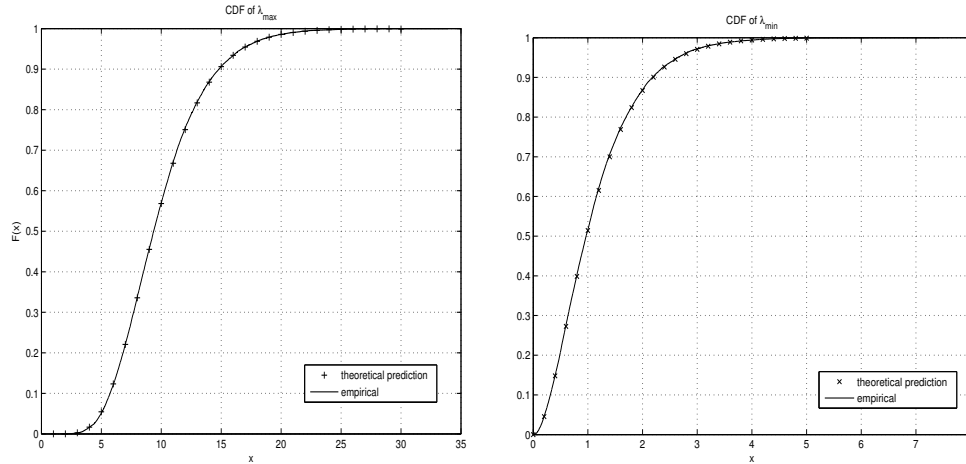 CDF of λmax
1
0.9
0.8
0.7
0.6
0.5
0.4
0.3
0.2
0.1
0
F(x)
0 5 10 15 20 25 30 35
x
theoretical prediction
empirical
CDF of λmin
1
0.9
0.8
0.7
0.6
0.5
0.4
0.3
0.2
0.1
0
0 1 2 3 4 5 6 7
x
theoretical prediction
empirical